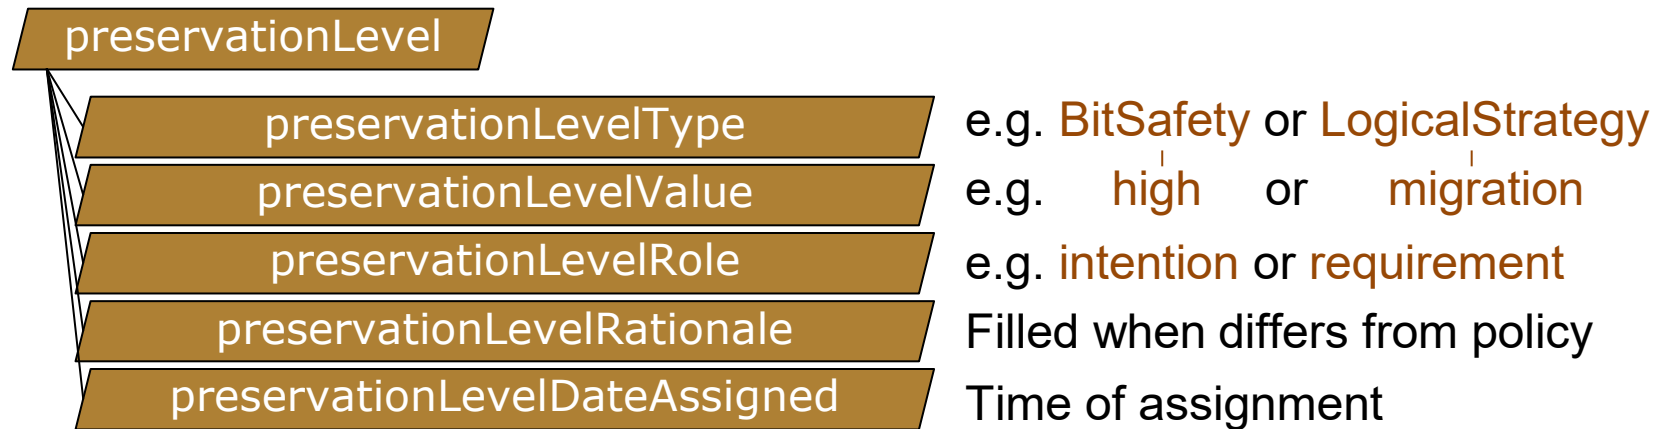 preservationLevel
preservationLevelType e.g. BitSafety or LogicalStrategy
preservationLevelValue e.g. high or migration
preservationLevelRole e.g. intention or requirement
preservationLevelRationale Filled when differs from policy
preservationLevelDateAssigned Time of assignment